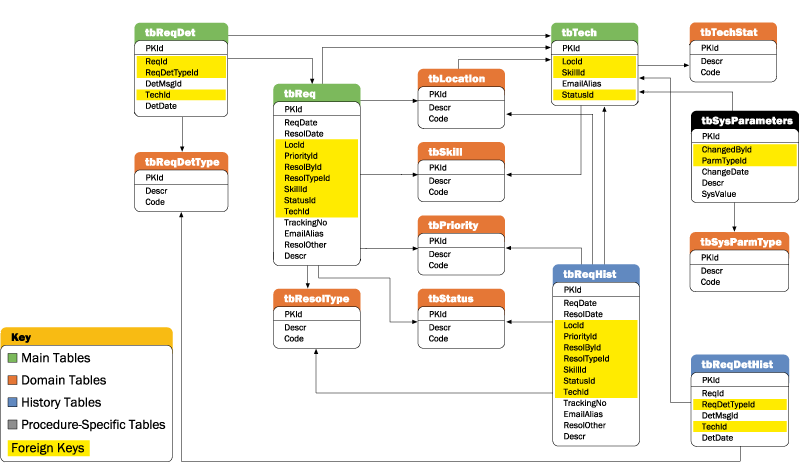 tbReqDet
PKId
ReqId
ReqDetTypeId
DetMsgId
TechId
DetDate
tbReqDetType
PKId
Descr
Code
tbReq
PKId
ReqDate
ResolDate
LocId
PriorityId
ResolById
ResolTypeId
SkillId
StatusId
TechId
TrackingNo
EmailAlias
ResolOther
Descr
tbResolType
PKId
Descr
Code
tbLocation
PKId
Descr
Code
tbSkill
PKId
Descr
Code
tbPriority
PKId
Descr
Code
tbStatus
PKId
Descr
Code
tbTech
PKId
LocId
SkillId
EmailAlias
StatusId
tbTechStat
PKId
Descr
Code
tbSysParameters
PKId
ChangedById
ParmTypeId
ChangeDate
Descr
SysValue
tbSysParmType
PKId
Descr
Code
tbReqHist
PKId
ReqDate
ResolDate
LocId
PriorityId
ResolById
ResolTypeId
SkillId
StatusId
TechId
TrackingNo
EmailAlias
ResolOther
Descr
tbReqDetHist
PKId
ReqId
ReqDetTypeId
DetMsgId
TechId
DetDate
Key
Main Tables
Domain Tables
History Tables
Procedure-Specific Tables
Foreign Keys